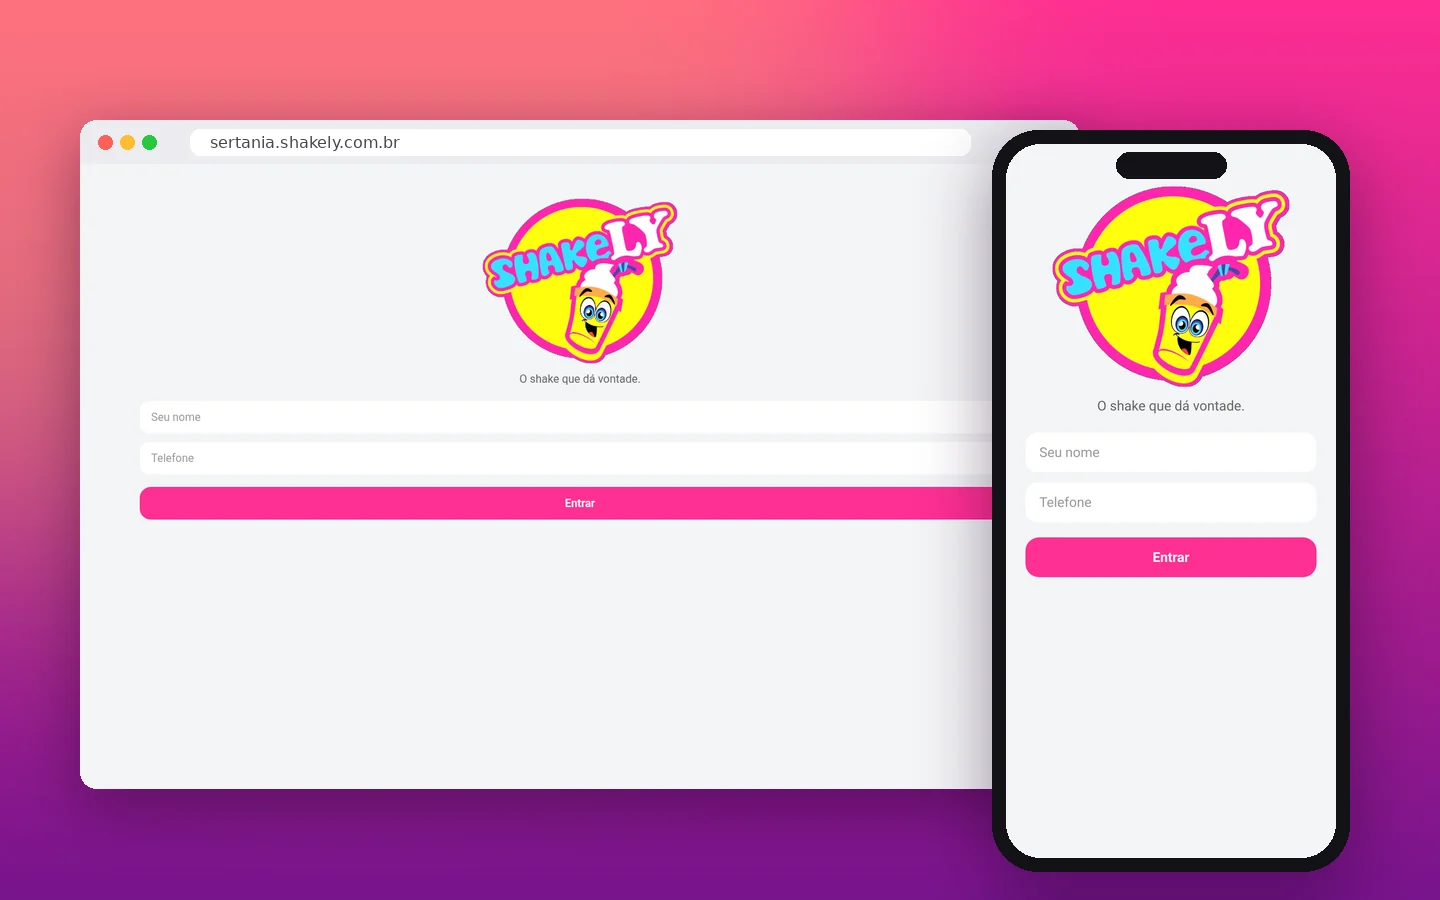 sertania.shakely.com.br
SHAKELY
O shake que dá vontade.
Seu nome
Telefone
Entrar
SHAKELY
O shake que dá vontade.
Seu nome
Telefone
Entrar